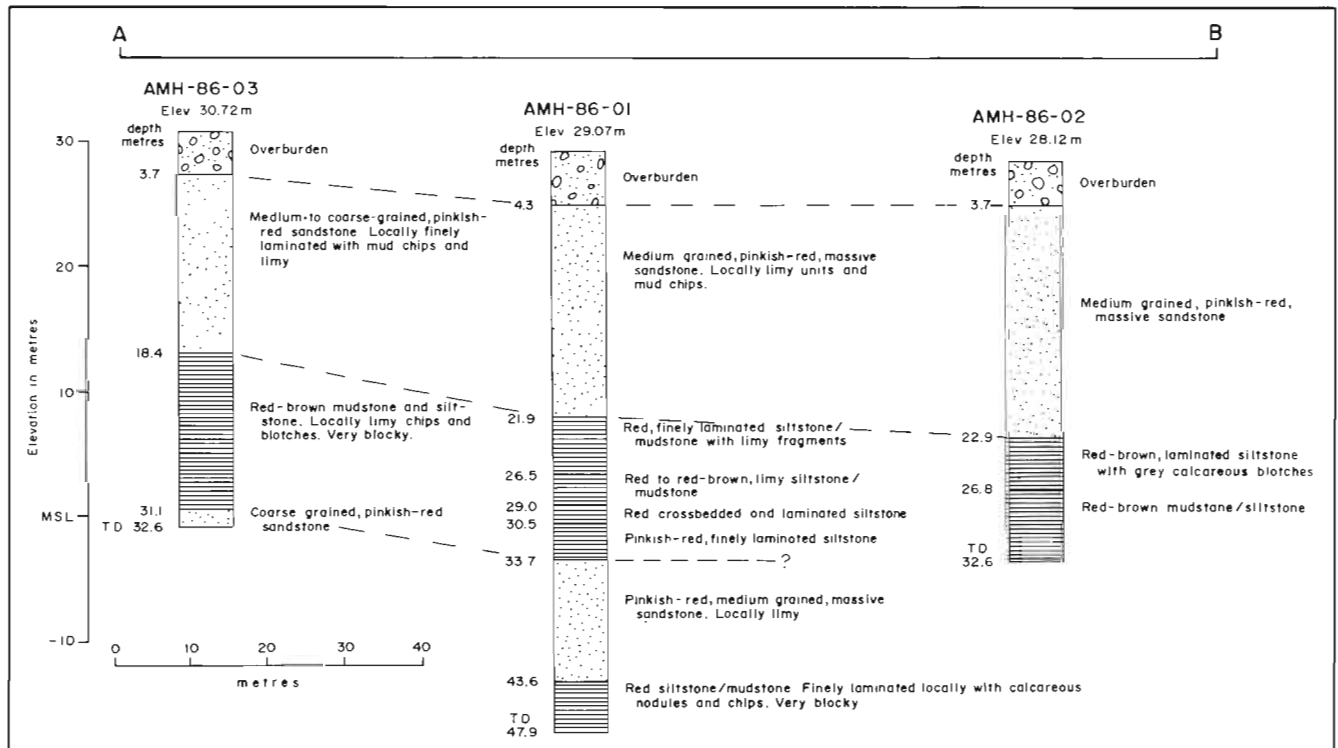 A
B
AMH-86-03
Elev 30.72m
depth
metres
Overburden
3.7
Medium-to coarse-grained, pinkish-
red sandstone Locally finely
laminated with mud chips and
limy
18.4
Red-brown mudstone and silt-
stone. Locally limy chips and
blotches. Very blocky.
31.1
Coarse grained, pinkish-red
sandstone
TD 32.6
AMH-86-01
Elev 29.07m
depth
metres
Overburden
4.3
Medium grained, pinkish-red, massive
sandstone. Locally limy units and
mud chips.
21.9
Red, finely laminated siltstone/
mudstone with limy fragments
26.5
Red to red-brown, limy siltstone/
mudstone
29.0
Red crossbedded and laminated siltstone
30.5
Pinkish-red, finely laminated siltstone
33.7
?
Pinkish-red, medium grained, massive
sandstone. Locally limy
43.6
Red siltstone/mudstone Finely laminated locally with calcareous
nodules and chips. Very blocky
TD
47.9
AMH-86-02
Elev 28.12m
depth
metres
Overburden
3.7
Medium grained, pinkish-red,
massive sandstone
22.9
Red-brown, laminated siltstone
with grey calcareous blotches
26.8
Red-brown mudstone/siltstone
TD
32.6
Elevation in metres
30
20
10
MSL
-10
0 10 20 30 40
metres